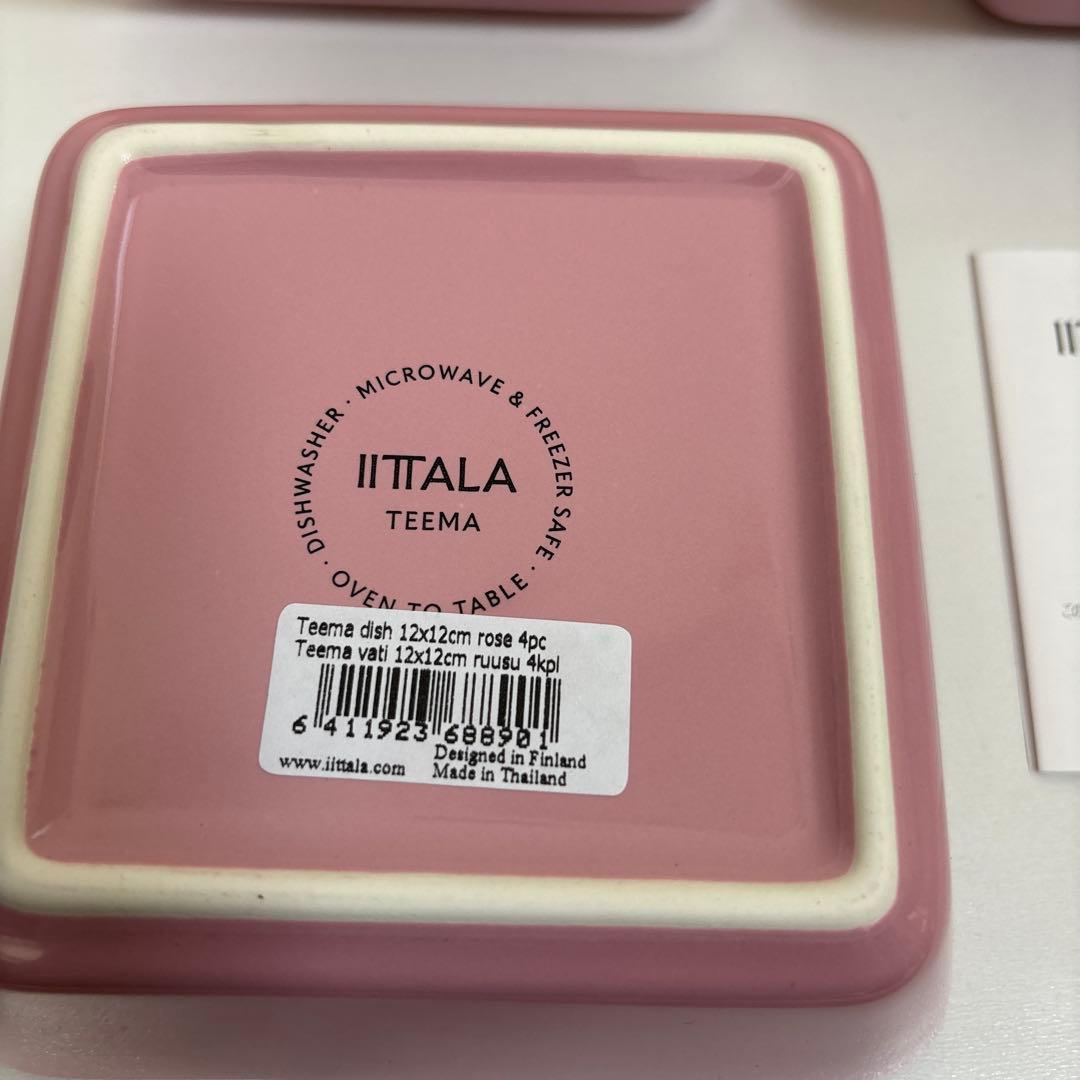 DISHWASHER · MICROWAVE & FREEZER SAFE · OVEN TO TABLE ·
IITTALA
TEEMA
Teema dish 12x12cm rose 4pc
Teema vati 12x12cm ruusu 4kpl
6 411923 688901
Designed in Finland
www.iittala.com Made in Thailand